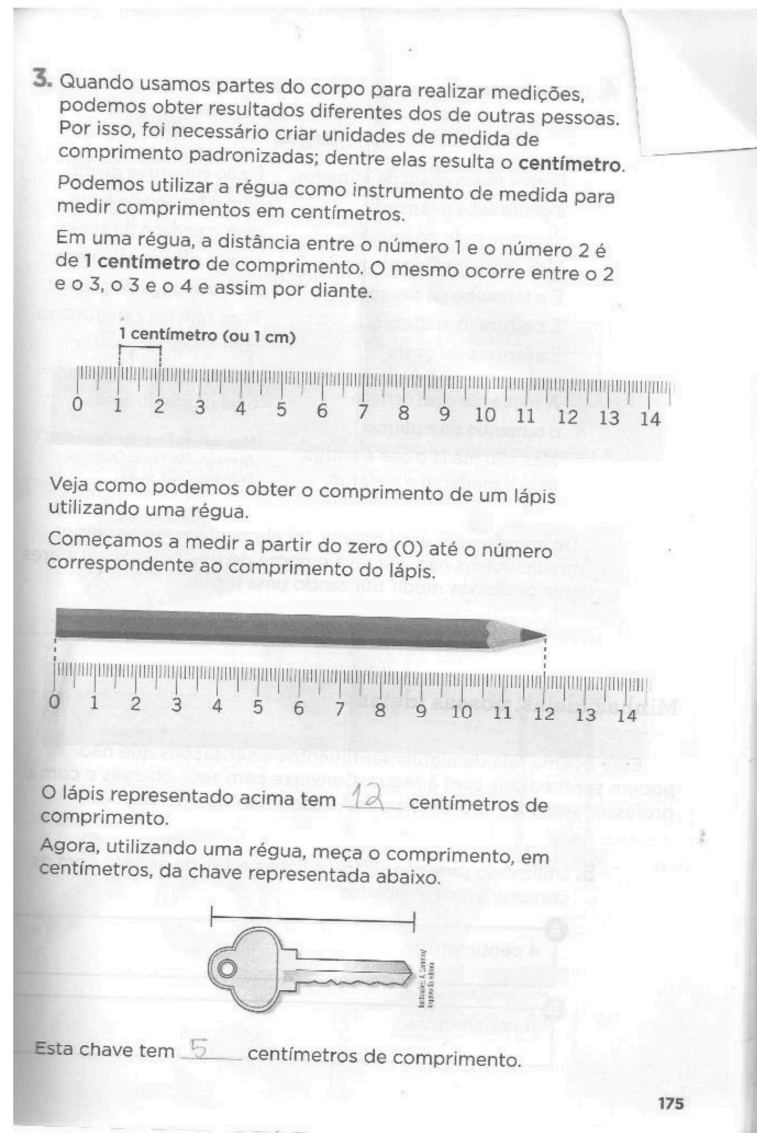 3. Quando usamos partes do corpo para realizar medições,
podemos obter resultados diferentes dos de outras pessoas.
Por isso, foi necessário criar unidades de medida de
comprimento padronizadas; dentre elas resulta o centímetro.
Podemos utilizar a régua como instrumento de medida para
medir comprimentos em centímetros.
Em uma régua, a distância entre o número 1 e o número 2 é
de 1 centímetro de comprimento. O mesmo ocorre entre o 2
e o 3, o 3 e o 4 e assim por diante.
1 centímetro (ou 1 cm)
0 1 2 3 4 5 6 7 8 9 10 11 12 13 14
Veja como podemos obter o comprimento de um lápis
utilizando uma régua.
Começamos a medir a partir do zero (0) até o número
correspondente ao comprimento do lápis.
0 1 2 3 4 5 6 7 8 9 10 11 12 13 14
O lápis representado acima tem 12 centímetros de
comprimento.
Agora, utilizando uma régua, meça o comprimento, em
centímetros, da chave representada abaixo.
Esta chave tem 5 centímetros de comprimento.
175